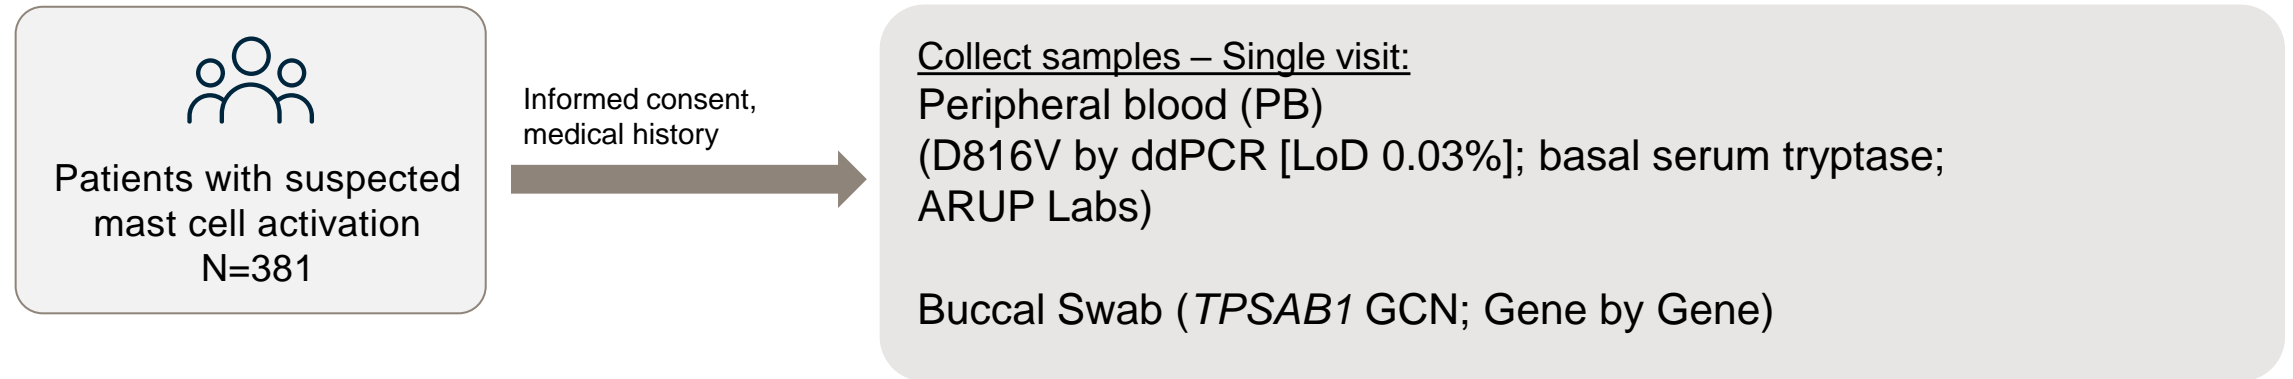 Patients with suspected
mast cell activation
N=381
Informed consent,
medical history
Collect samples – Single visit:
Peripheral blood (PB)
(D816V by ddPCR [LoD 0.03%]; basal serum tryptase;
ARUP Labs)
Buccal Swab (TPSAB1 GCN; Gene by Gene)